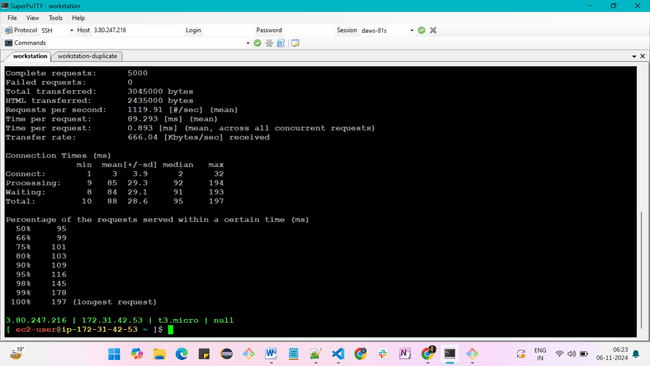 SuperPuTTY - workstation
File View Tools Help
Protocol SSH Host 3.80.247.216 Login Password Session daws-81s
Commands
workstation workstation-duplicate
Complete requests: 5000
Failed requests: 0
Total transferred: 3045000 bytes
HTML transferred: 2435000 bytes
Requests per second: 1119.91 [#/sec] (mean)
Time per request: 89.293 [ms] (mean)
Time per request: 0.893 [ms] (mean, across all concurrent requests)
Transfer rate: 666.04 [Kbytes/sec] received
Connection Times (ms)
min mean[+/-sd] median max
Connect: 1 3 3.9 2 32
Processing: 9 85 29.3 92 194
Waiting: 8 84 29.1 91 193
Total: 10 88 28.6 95 197
Percentage of the requests served within a certain time (ms)
50% 95
66% 99
75% 101
80% 103
90% 109
95% 116
98% 145
99% 178
100% 197 (longest request)
3.80.247.216 | 172.31.42.53 | t3.micro | null
[ ec2-user@ip-172-31-42-53 ~ ]$
19°
ENG
IN
06:23
06-11-2024